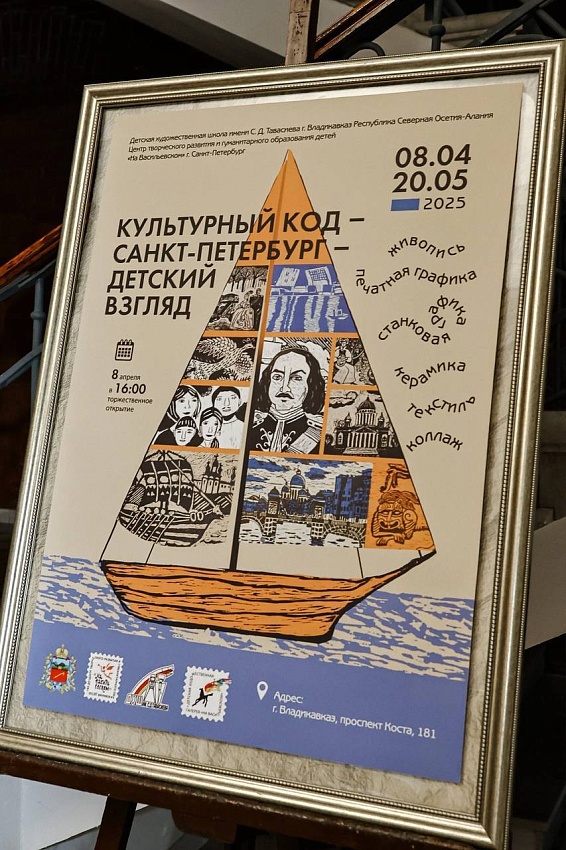 Детская художественная школа имени С. Д. Тавасиева г. Владикавказ Республика Северная Осетия-Алания
Центр творческого развития и гуманитарного образования детей
«На Васильевском» г. Санкт-Петербург
08.04
20.05
2025
КУЛЬТУРНЫЙ КОД –
САНКТ-ПЕТЕРБУРГ –
ДЕТСКИЙ
ВЗГЛЯД
живопись
печатная графика
станковая
графика
керамика
текстиль
коллаж
8 апреля
в 16:00
торжественное
открытие
Адрес:
г. Владикавказ, проспект Коста, 181